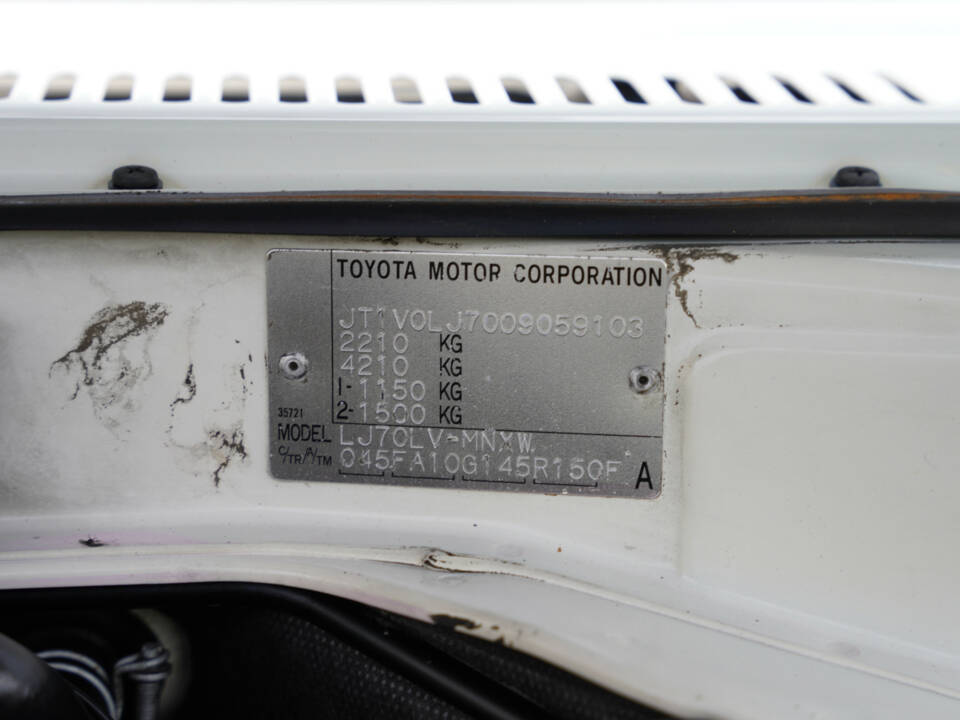 TOYOTA MOTOR CORPORATION
JT1V0LJ7009059103
2210 KG
4210 KG
1-1150 KG
2-1500 KG
35721
MODEL LJ70LV-MNXW
C/TR/A/TM 045FA10G145R150F A